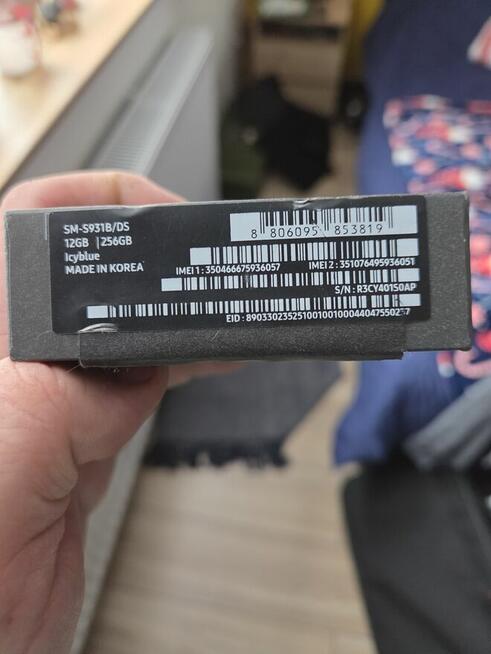 SM-S931B/DS
12GB | 256GB
Icyblue
MADE IN KOREA
8 806095 853819
IMEI 1 : 350466675936057
IMEI 2 : 351076495936051
S/N : R3CY40150AP
EID : 89033023525100100100044047550237